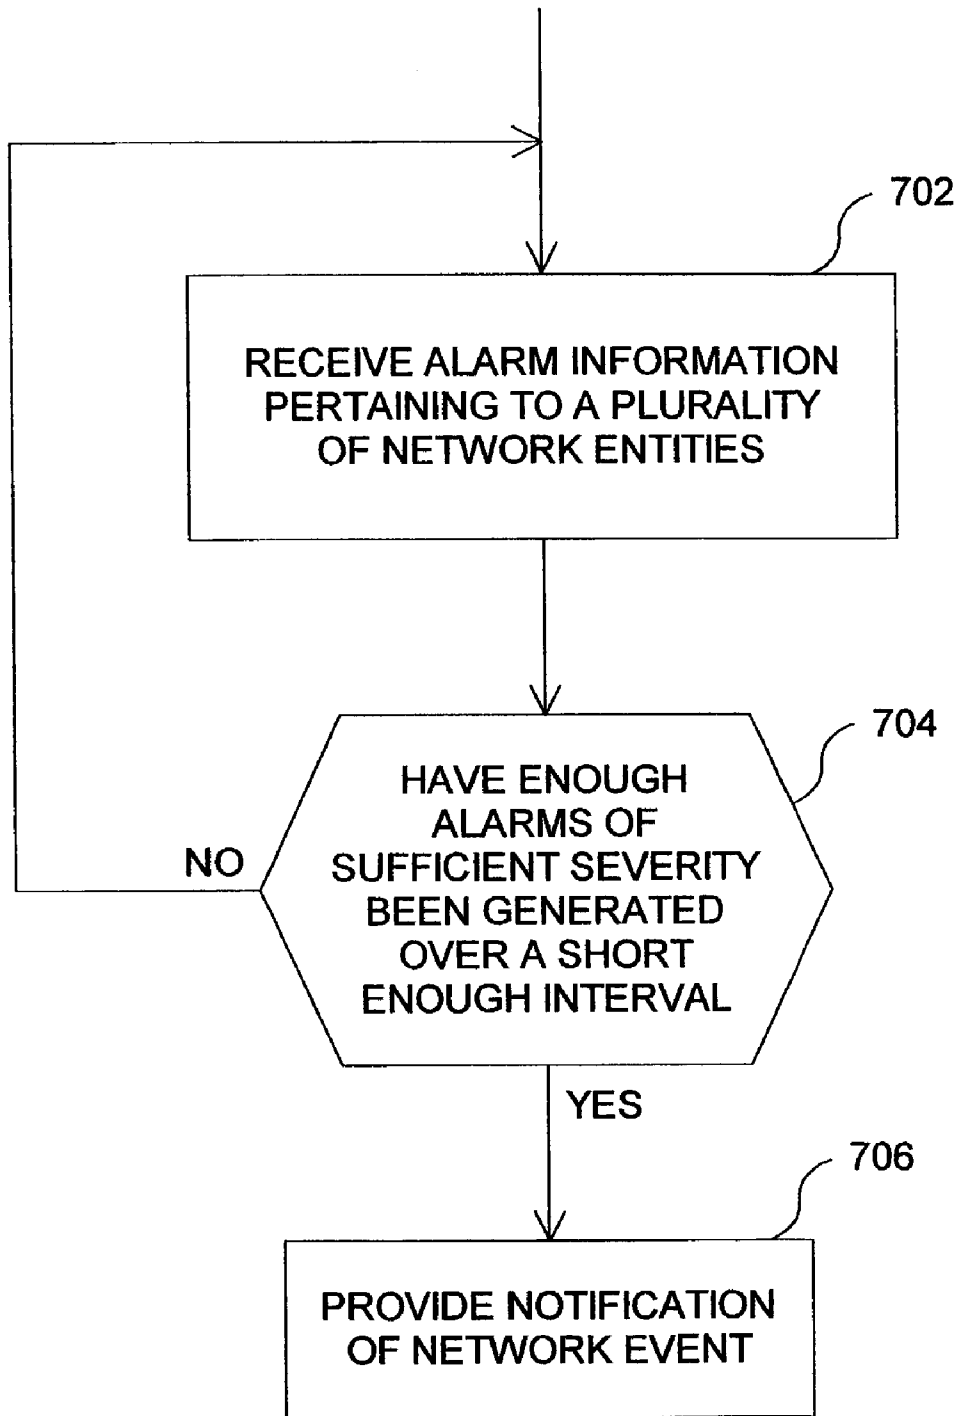 702
RECEIVE ALARM INFORMATION
PERTAINING TO A PLURALITY
OF NETWORK ENTITIES
704
HAVE ENOUGH
ALARMS OF
SUFFICIENT SEVERITY
BEEN GENERATED
OVER A SHORT
ENOUGH INTERVAL
NO
YES
706
PROVIDE NOTIFICATION
OF NETWORK EVENT